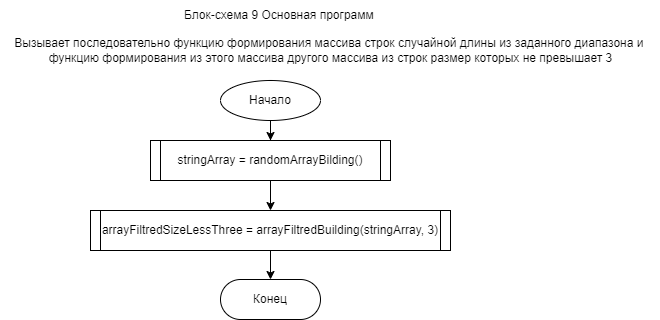 Блок-схема 9 Основная программ
Вызывает последовательно функцию формирования массива строк случайной длины из заданного диапазона и
функцию формирования из этого массива другого массива из строк размер которых не превышает 3
Начало
stringArray = randomArrayBilding()
arrayFiltredSizeLessThree = arrayFiltredBuilding(stringArray, 3)
Конец